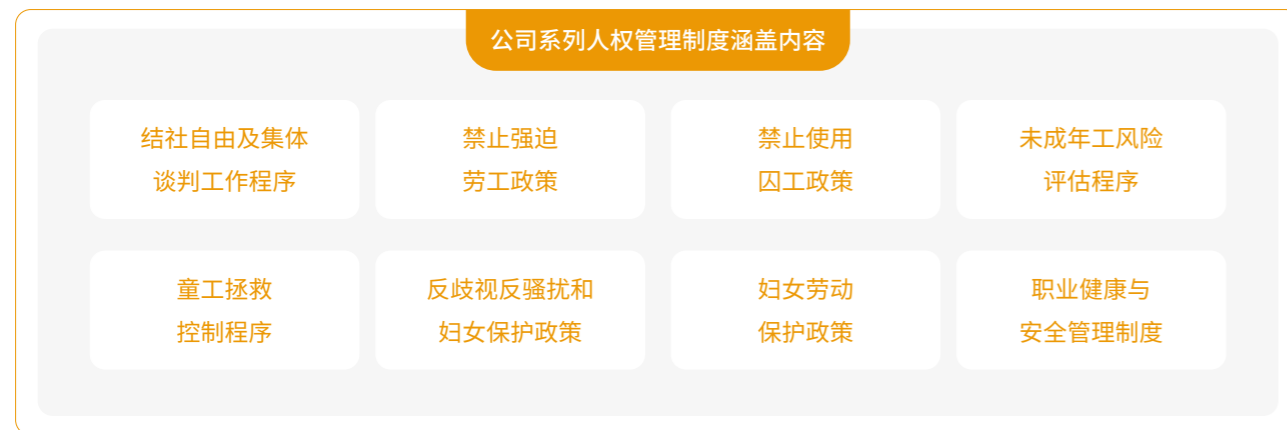 公司系列人权管理制度涵盖内容
结社自由及集体
谈判工作程序
禁止强迫
劳工政策
禁止使用
囚工政策
未成年工风险
评估程序
童工拯救
控制程序
反歧视反骚扰和
妇女保护政策
妇女劳动
保护政策
职业健康与
安全管理制度